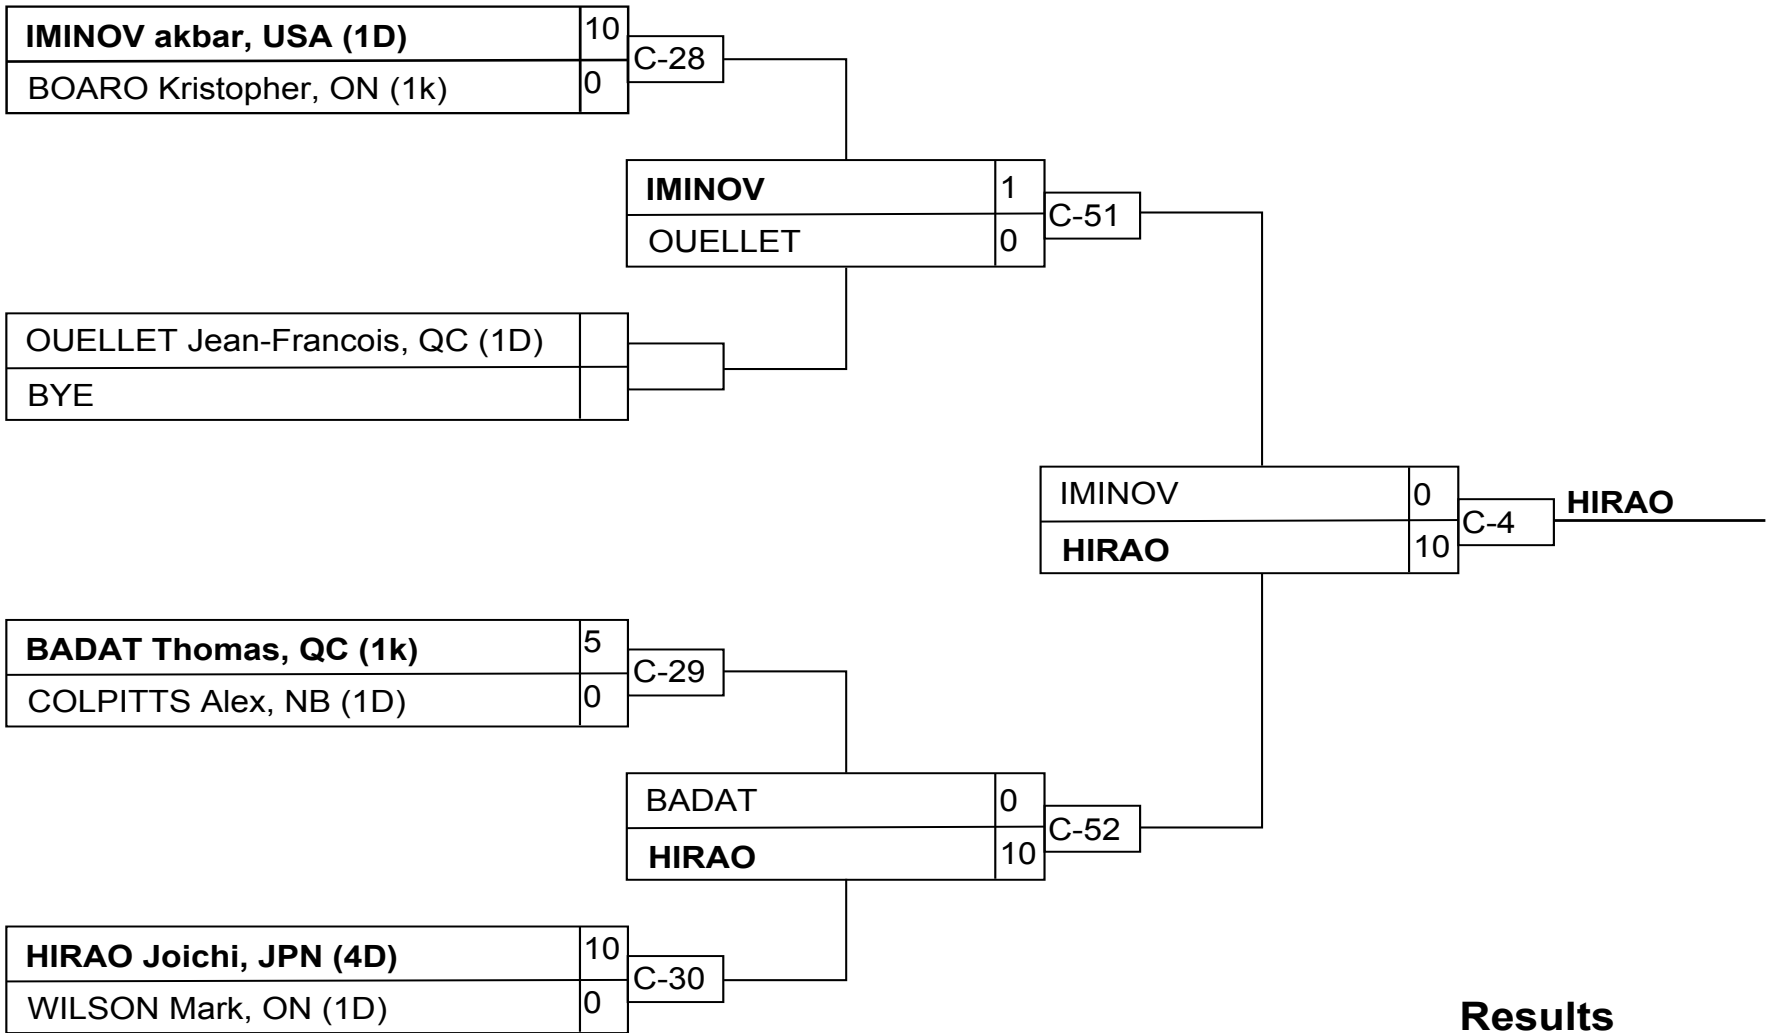 IMINOV akbar, USA (1D) 10
BOARO Kristopher, ON (1k) 0
C-28
IMINOV 1
OUELLET 0
C-51
OUELLET Jean-Francois, QC (1D)
BYE
IMINOV 0
HIRAO 10
C-4
HIRAO
BADAT Thomas, QC (1k) 5
COLPITTS Alex, NB (1D) 0
C-29
BADAT 0
HIRAO 10
C-52
HIRAO Joichi, JPN (4D) 10
WILSON Mark, ON (1D) 0
C-30
Results